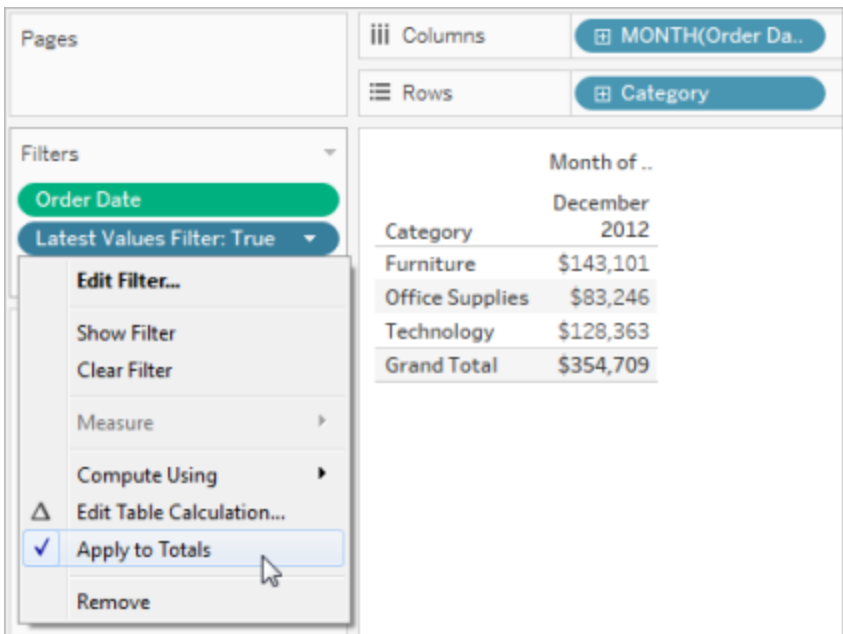 Pages
Columns
MONTH(Order Da..
Rows
Category
Filters
Order Date
Latest Values Filter: True
Edit Filter...
Show Filter
Clear Filter
Measure
Compute Using
Edit Table Calculation...
Apply to Totals
Remove
Month of ..
December
Category 2012
Furniture $143,101
Office Supplies $83,246
Technology $128,363
Grand Total $354,709